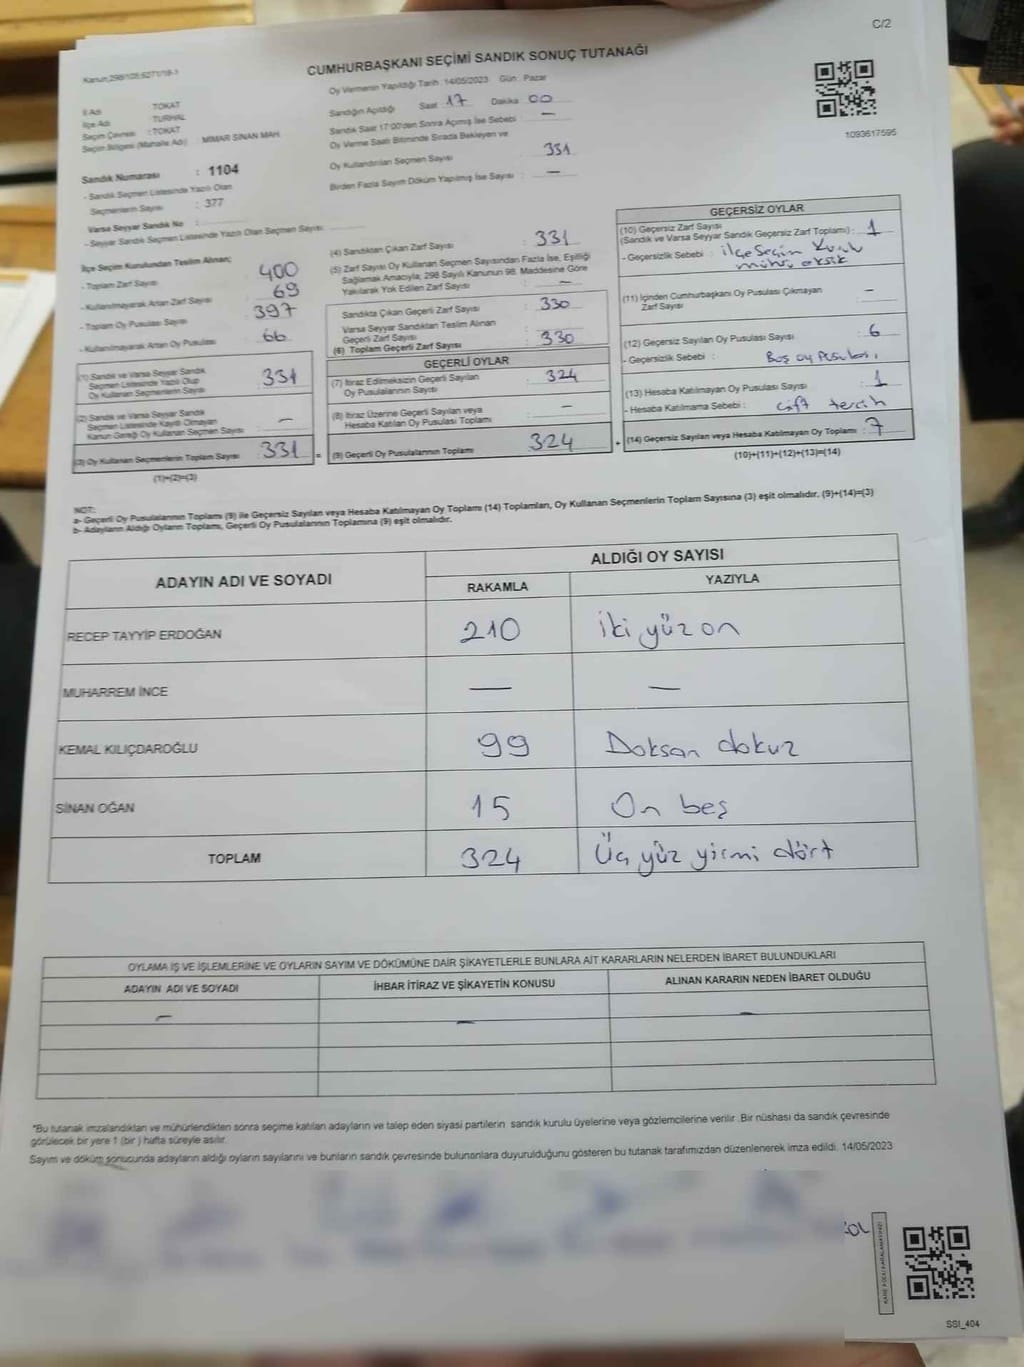 C/2
Kanun;298/105;6271/18-1
CUMHURBAŞKANI SEÇİMİ SANDIK SONUÇ TUTANAĞI
İl Adı : TOKAT
İlçe Adı : TURHAL
Seçim Çevresi : TOKAT
Seçim Bölgesi (Mahalle Adı) : MİMAR SİNAN MAH.
Sandık Numarası : 1104
- Sandık Seçmen Listesinde Yazılı Olan
Seçmenlerin Sayısı : 377
Varsa Seyyar Sandık No :
- Seyyar Sandık Seçmen Listesinde Yazılı Olan Seçmen Sayısı :
Oy Vermenin Yapıldığı Tarih : 14/05/2023 Gün : Pazar
Sandığın Açıldığı Saat 17 Dakika 00
Sandık Saat 17:00'den Sonra Açımış İse Sebebi : —
Oy Verme Saati Bitiminde Sırada Bekleyen ve
Oy Kullandırılan Seçmen Sayısı 331
Birden Fazla Sayım Döküm Yapılmış İse Sayısı : —
1093617595
İlçe Seçim Kurulundan Teslim Alınan;
- Toplam Zarf Sayısı : 400
- Kullanılmayarak Artan Zarf Sayısı : 69
- Toplam Oy Pusulası Sayısı : 397
- Kullanılmayarak Artan Oy Pusulası : 66
(1) Sandık ve Varsa Seyyar Sandık
Seçmen Listesinde Yazılı Olup
Oy Kullanan Seçmenlerin Sayısı : 331
(2) Sandık ve Varsa Seyyar Sandık
Seçmen Listesinde Kayıtlı Olmayan
Kanun Gereği Oy Kullanan Seçmen Sayısı : —
(3) Oy Kullanan Seçmenlerin Toplam Sayısı : 331 =
(1)+(2)=(3)
(4) Sandıktan Çıkan Zarf Sayısı : 331
(5) Zarf Sayısı Oy Kullanan Seçmen Sayısından Fazla İse, Eşitliği
Sağlamak Amacıyla; 298 Sayılı Kanunun 98. Maddesine Göre
Yakılarak Yok Edilen Zarf Sayısı : —
Sandıkta Çıkan Geçerli Zarf Sayısı : 330
Varsa Seyyar Sandıktan Teslim Alınan
Geçerli Zarf Sayısı :
(6) Toplam Geçerli Zarf Sayısı : 330
GEÇERLİ OYLAR
(7) İtiraz Edilmeksizin Geçerli Sayılan
Oy Pusulalarının Sayısı : 324
(8) İtiraz Üzerine Geçerli Sayılan veya
Hesaba Katılan Oy Pusulası Toplamı : —
(9) Geçerli Oy Pusulalarının Toplamı : 324 +
GEÇERSİZ OYLAR
(10) Geçersiz Zarf Sayısı
(Sandık ve Varsa Seyyar Sandık Geçersiz Zarf Toplamı) : 1
- Geçersizlik Sebebi : İlçe Seçim Kurul
mührü eksik
(11) İçinden Cumhurbaşkanı Oy Pusulası Çıkmayan
Zarf Sayısı : —
(12) Geçersiz Sayılan Oy Pusulası Sayısı : 6
- Geçersizlik Sebebi : Boş oy pusulası,
(13) Hesaba Katılmayan Oy Pusulası Sayısı : 1
- Hesaba Katılmama Sebebi : çift tercih
(14) Geçersiz Sayılan veya Hesaba Katılmayan Oy Toplamı : 7
(10)+(11)+(12)+(13)=(14)
NOT:
a- Geçerli Oy Pusulalarının Toplamı (9) ile Geçersiz Sayılan veya Hesaba Katılmayan Oy Toplamı (14) Toplamları, Oy Kullanan Seçmenlerin Toplam Sayısına (3) eşit olmalıdır. (9)+(14)=(3)
b- Adayların Aldığı Oyların Toplamı, Geçerli Oy Pusulalarının Toplamına (9) eşit olmalıdır.
ADAYIN ADI VE SOYADI
ALDIĞI OY SAYISI
RAKAMLA YAZIYLA
RECEP TAYYİP ERDOĞAN 210 iki yüz on
MUHARREM İNCE — —
KEMAL KILIÇDAROĞLU 99 Doksan dokuz
SİNAN OĞAN 15 On beş
TOPLAM 324 Üç yüz yirmi dört
OYLAMA İŞ VE İŞLEMLERİNE VE OYLARIN SAYIM VE DÖKÜMÜNE DAİR ŞİKAYETLERLE BUNLARA AİT KARARLARIN NELERDEN İBARET BULUNDUKLARI
ADAYIN ADI VE SOYADI İHBAR İTİRAZ VE ŞİKAYETİN KONUSU ALINAN KARARIN NEDEN İBARET OLDUĞU
— — —
"Bu tutanak imzalandıktan ve mühürlendikten sonra seçime katılan adayların ve talep eden siyasi partilerin sandık kurulu üyelerine veya gözlemcilerine verilir. Bir nüshası da sandık çevresinde
görülecek bir yere 1 (bir ) hafta süreyle asılır.
Sayım ve döküm sonucunda adayların aldığı oyların sayılarını ve bunların sandık çevresinde bulunanlara duyurulduğunu gösteren bu tutanak tarafımızdan düzenlenerek imza edildi. 14/05/2023
SSI_404